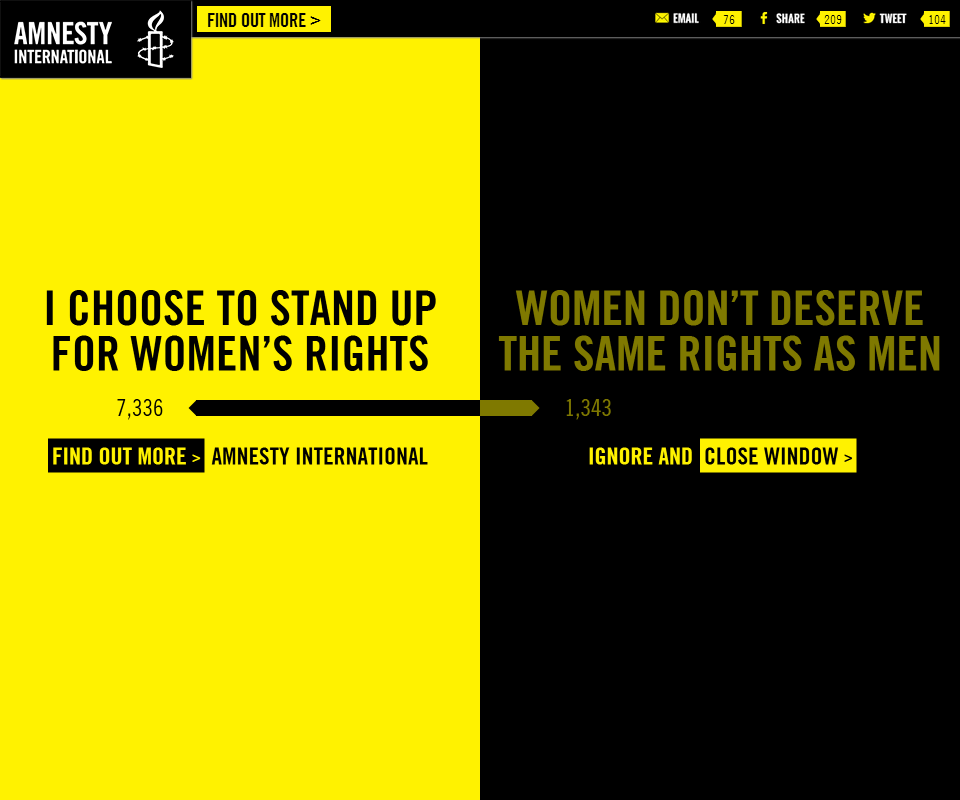 AMNESTY
INTERNATIONAL
FIND OUT MORE >
EMAIL 76 SHARE 209 TWEET 104
I CHOOSE TO STAND UP
FOR WOMEN'S RIGHTS
7,336
FIND OUT MORE > AMNESTY INTERNATIONAL
WOMEN DON'T DESERVE
THE SAME RIGHTS AS MEN
1,343
IGNORE AND CLOSE WINDOW >